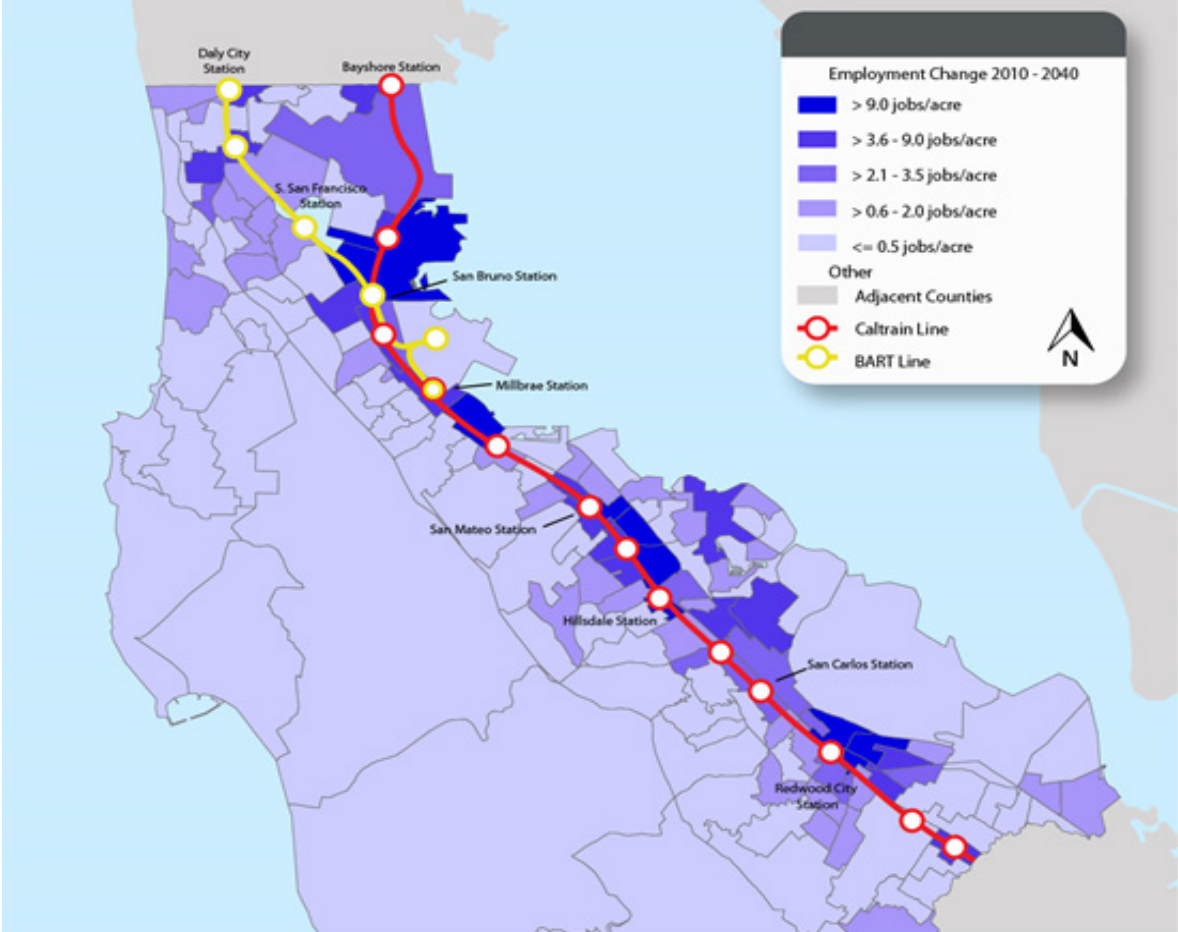 Daly City
Station
Bayshore Station
Employment Change 2010 - 2040
> 9.0 jobs/acre
> 3.6 - 9.0 jobs/acre
> 2.1 - 3.5 jobs/acre
> 0.6 - 2.0 jobs/acre
<= 0.5 jobs/acre
Other
Adjacent Counties
Caltrain Line
BART Line
N
S. San Francisco
Station
San Bruno Station
Millbrae Station
San Mateo Station
Hillsdale Station
San Carlos Station
Redwood City
Station